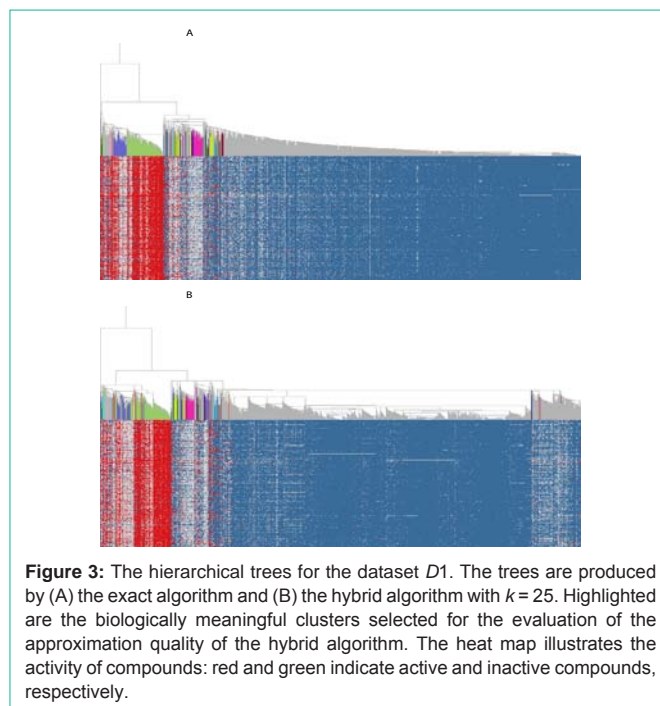 A
B
Figure 3: The hierarchical trees for the dataset D1. The trees are produced
by (A) the exact algorithm and (B) the hybrid algorithm with k = 25. Highlighted
are the biologically meaningful clusters selected for the evaluation of the
approximation quality of the hybrid algorithm. The heat map illustrates the
activity of compounds: red and green indicate active and inactive compounds,
respectively.